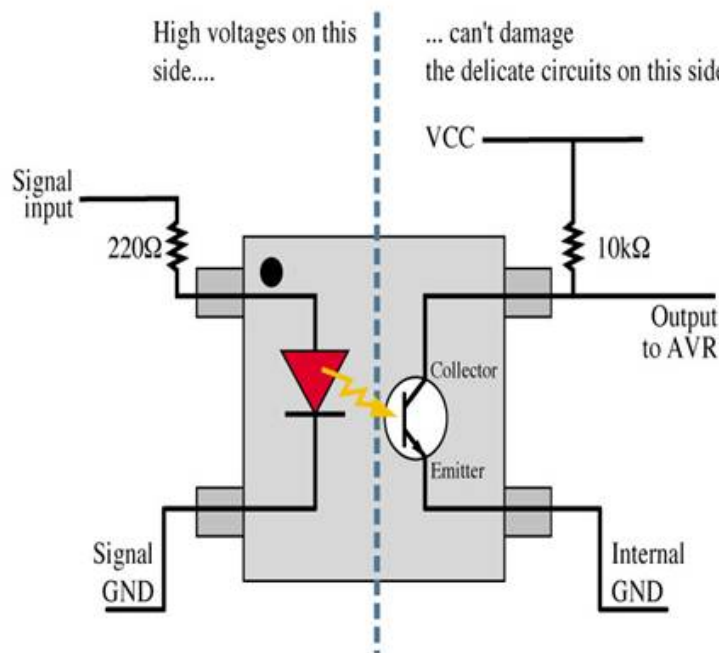 High voltages on this
side....
... can't damage
the delicate circuits on this side
VCC
Signal
input
220Ω
10kΩ
Output
to AVR
Collector
Emitter
Signal
GND
Internal
GND